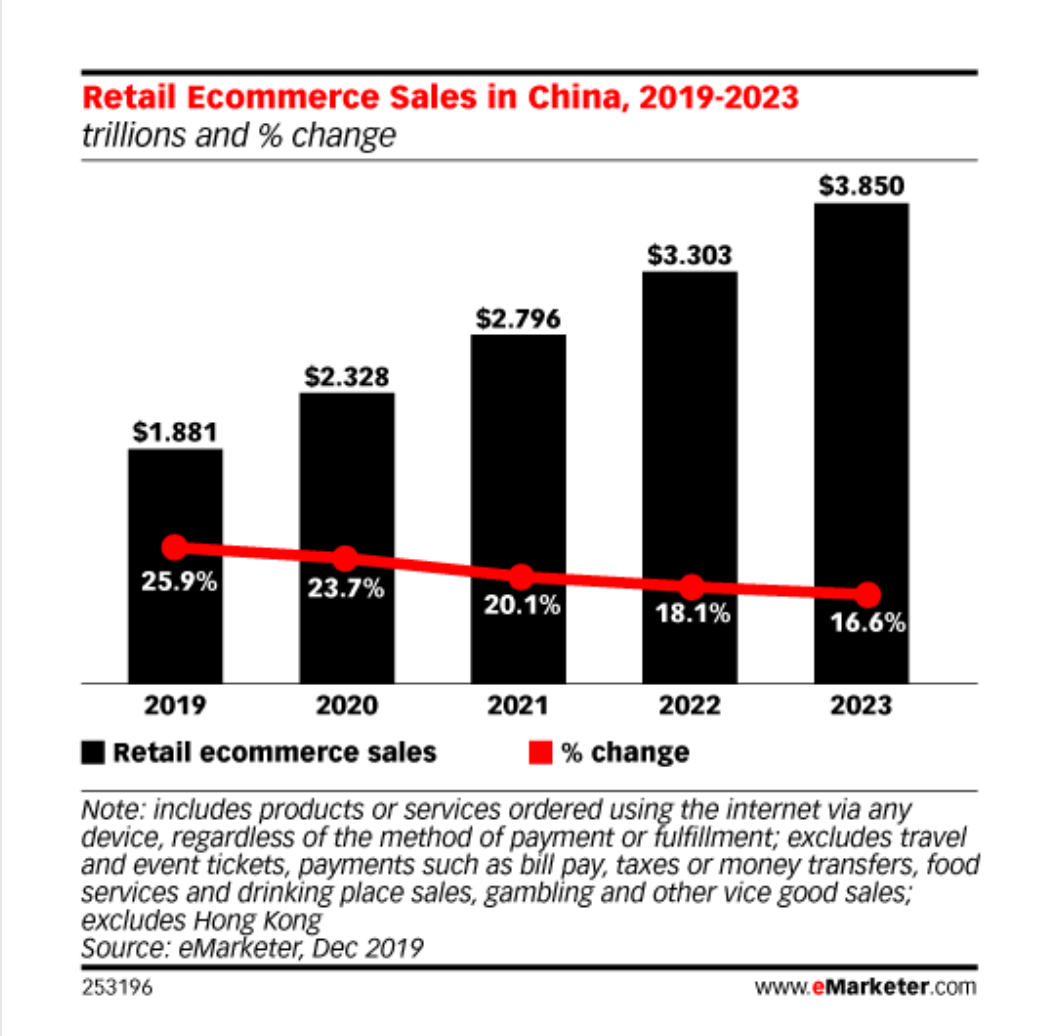 Retail Ecommerce Sales in China, 2019-2023
trillions and % change
$1.881
$2.328
$2.796
$3.303
$3.850
25.9%
23.7%
20.1%
18.1%
16.6%
2019
2020
2021
2022
2023
Retail ecommerce sales
% change
Note: includes products or services ordered using the internet via any
device, regardless of the method of payment or fulfillment; excludes travel
and event tickets, payments such as bill pay, taxes or money transfers, food
services and drinking place sales, gambling and other vice good sales;
excludes Hong Kong
Source: eMarketer, Dec 2019
253196
www.eMarketer.com